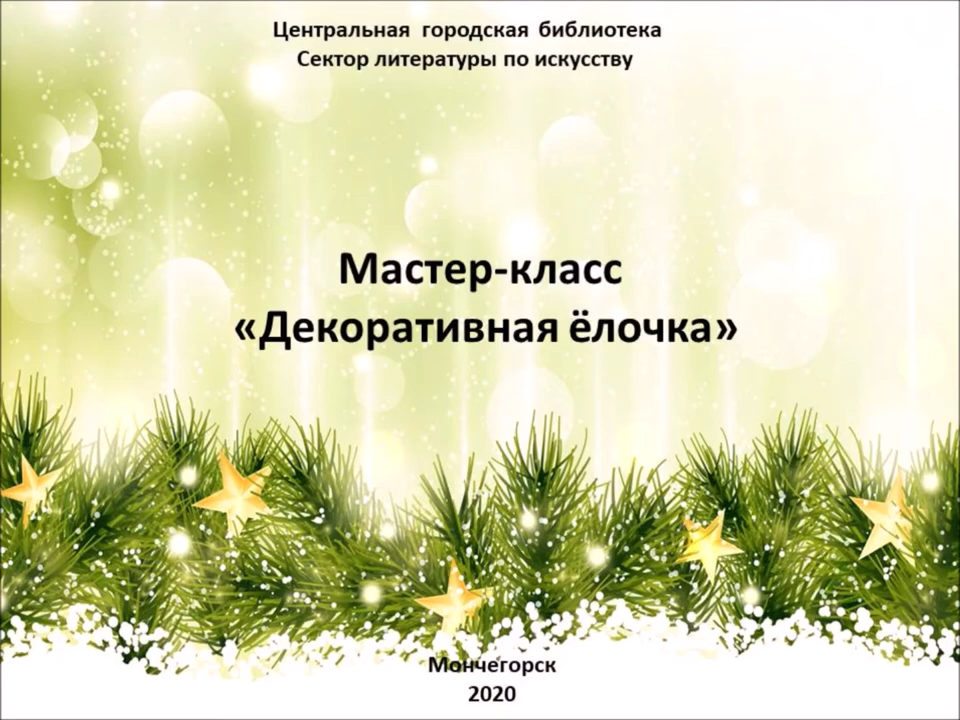 Центральная городская библиотека
Сектор литературы по искусству
Мастер-класс
«Декоративная ёлочка»
Мончегорск
2020